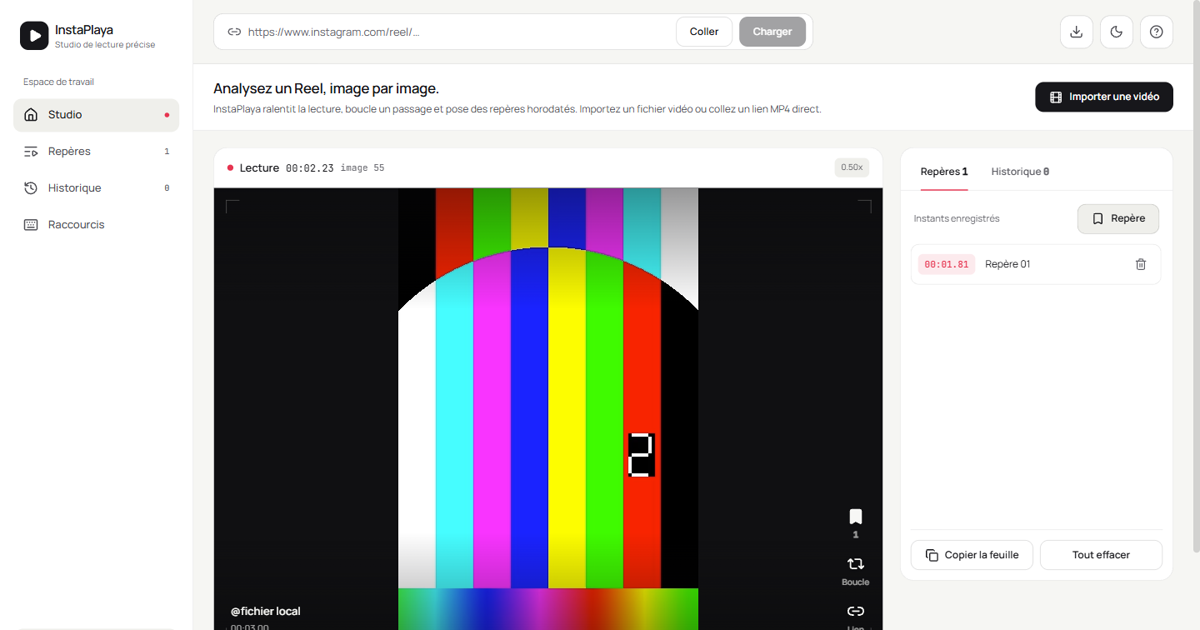 InstaPlaya
Studio de lecture précise
Espace de travail
Studio
Repères 1
Historique 0
Raccourcis
https://www.instagram.com/reel/...
Coller
Charger
Analysez un Reel, image par image.
InstaPlaya ralentit la lecture, boucle un passage et pose des repères horodatés. Importez un fichier vidéo ou collez un lien MP4 direct.
Importer une vidéo
Lecture 00:02.23 image 55
0.50x
2
1
Boucle
Lien
@fichier local
00:03.00
Repères 1
Historique 0
Instants enregistrés
Repère
00:01.81 Repère 01
Copier la feuille
Tout effacer